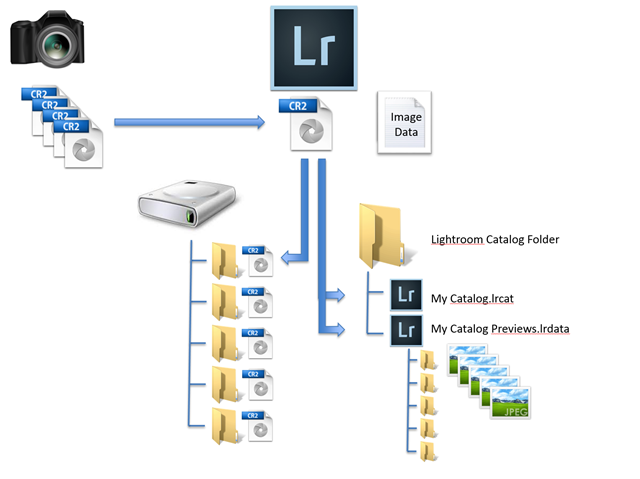 Lr
CR2
CR2
CR2
CR2
CR2
Image
Data
Lightroom Catalog Folder
CR2
Lr
My Catalog.lrcat
CR2
Lr
My Catalog Previews.lrdata
CR2
CR2
JPEG
CR2